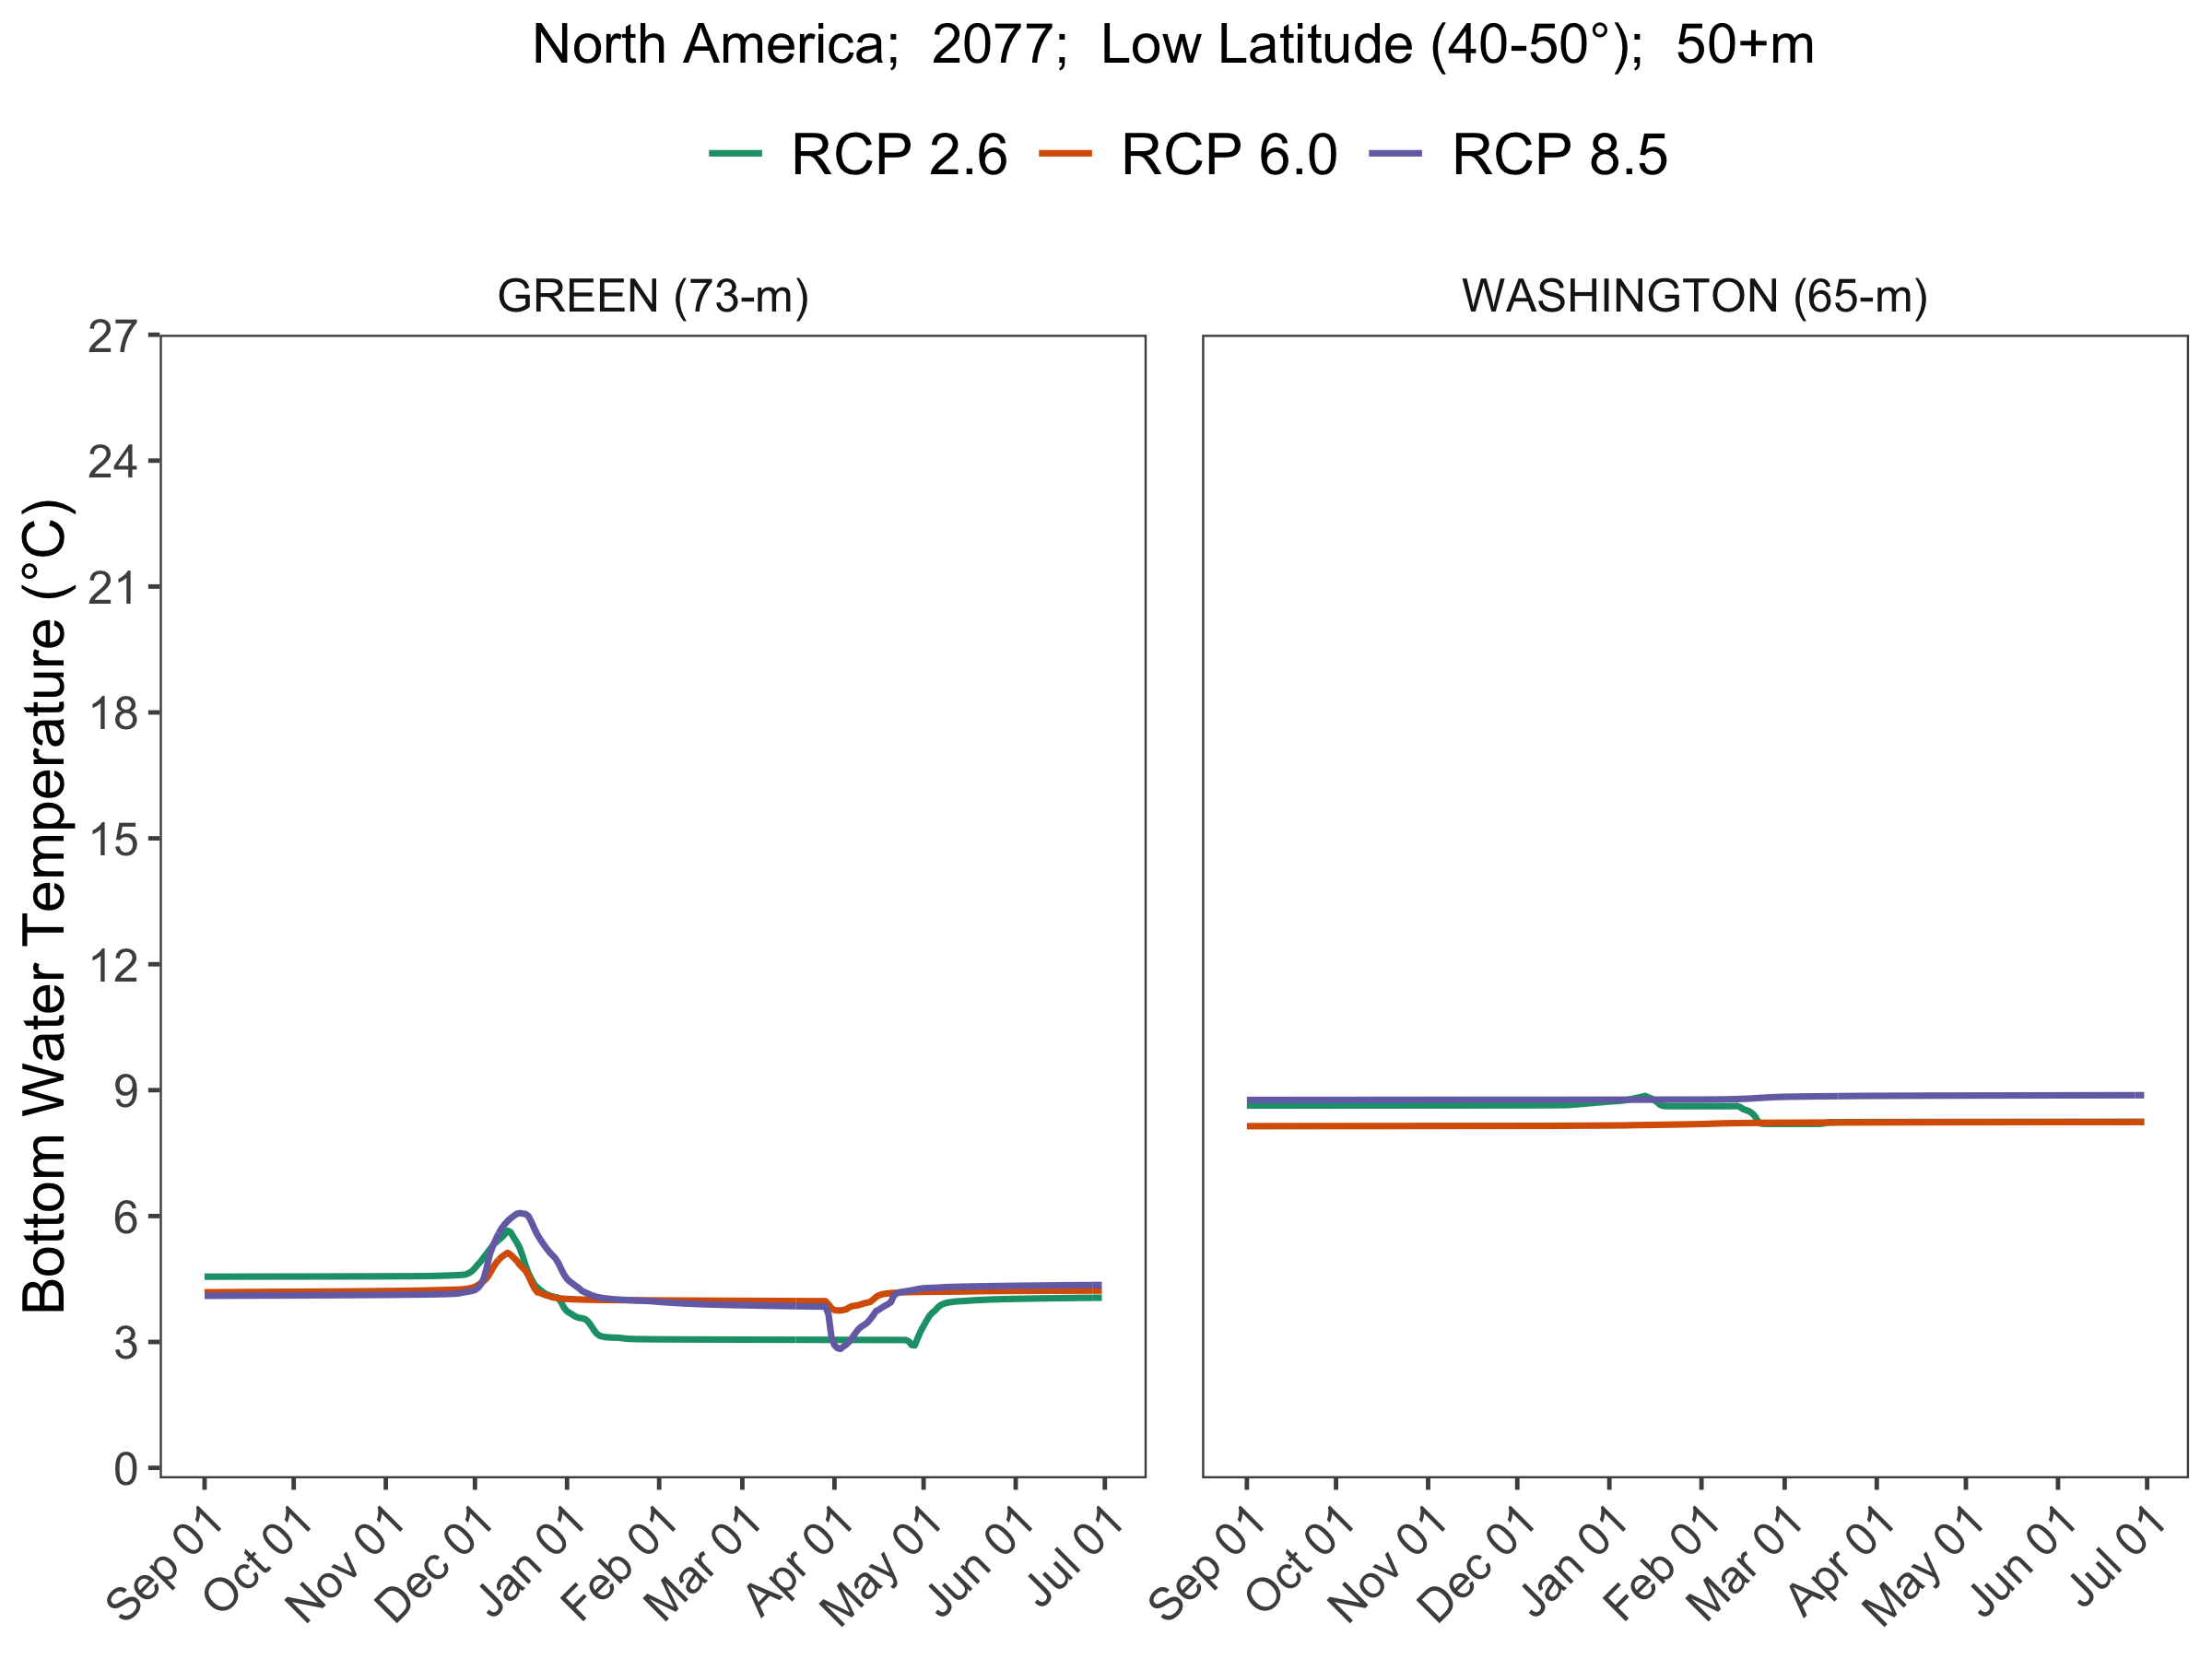 North America;  2077;  Low Latitude (40-50°);  50+m
RCP 2.6 RCP 6.0 RCP 8.5
GREEN (73-m) WASHINGTON (65-m)
Bottom Water Temperature (°C)
27
24
21
18
15
12
9
6
3
0
Sep 01 Oct 01 Nov 01 Dec 01 Jan 01 Feb 01 Mar 01 Apr 01 May 01 Jun 01 Jul 01 Sep 01 Oct 01 Nov 01 Dec 01 Jan 01 Feb 01 Mar 01 Apr 01 May 01 Jun 01 Jul 01